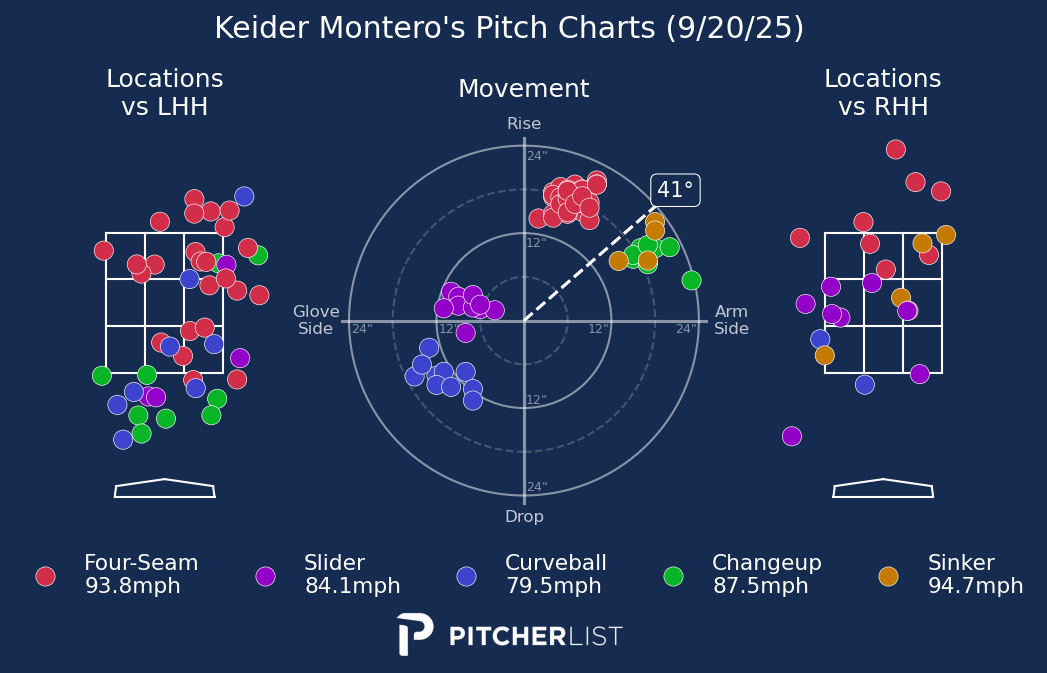 Keider Montero's Pitch Charts (9/20/25)
Locations
vs LHH
Movement
Locations
vs RHH
Rise
24"
41°
12"
Glove
Side
24"
12"
12"
24"
Arm
Side
12"
24"
Drop
Four-Seam
93.8mph
Slider
84.1mph
Curveball
79.5mph
Changeup
87.5mph
Sinker
94.7mph
PITCHERLIST